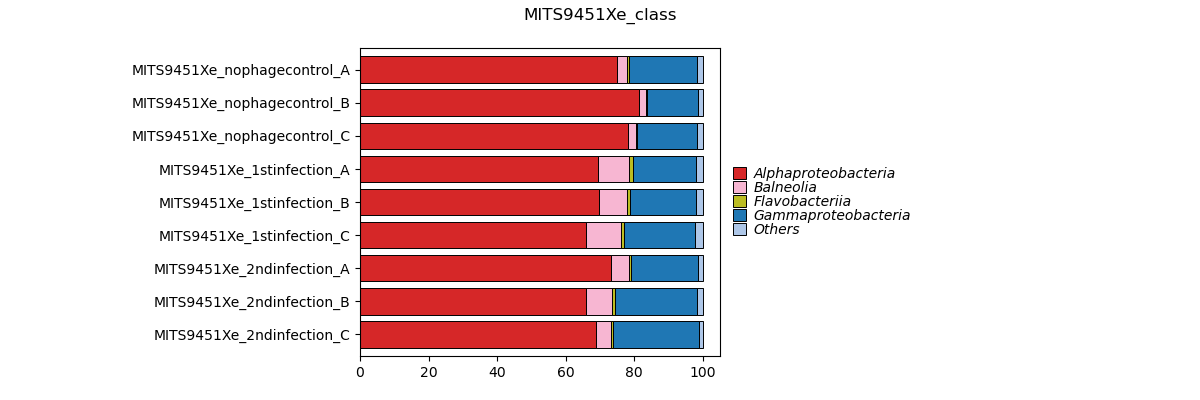 MITS9451Xe_class
MITS9451Xe_nophagecontrol_A
MITS9451Xe_nophagecontrol_B
MITS9451Xe_nophagecontrol_C
MITS9451Xe_1stinfection_A
MITS9451Xe_1stinfection_B
MITS9451Xe_1stinfection_C
MITS9451Xe_2ndinfection_A
MITS9451Xe_2ndinfection_B
MITS9451Xe_2ndinfection_C
0 20 40 60 80 100
Alphaproteobacteria
Balneolia
Flavobacteriia
Gammaproteobacteria
Others